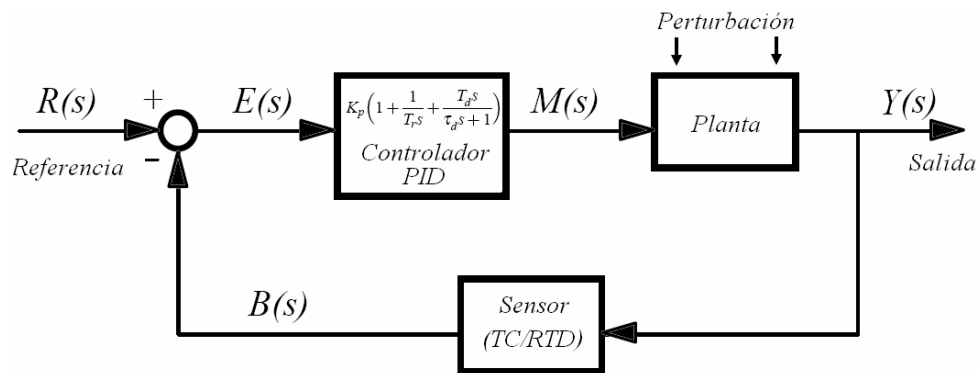 Perturbación
R(s)
+
E(s)
K_p(1 + 1/(T_r s) + T_d s/(τ_d s + 1))
M(s)
Y(s)
Planta
Controlador
PID
Referencia
−
Salida
B(s)
Sensor
(TC/RTD)